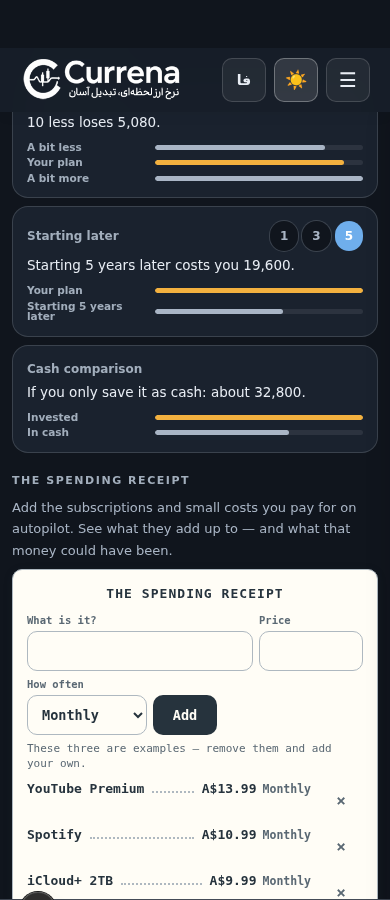 Currena
نرخ ارز لحظه‌ای، تبدیل آسان
فا
10 less loses 5,080.
A bit less
Your plan
A bit more
Starting later
1 3 5
Starting 5 years later costs you 19,600.
Your plan
Starting 5 years
later
Cash comparison
If you only save it as cash: about 32,800.
Invested
In cash
THE SPENDING RECEIPT
Add the subscriptions and small costs you pay for on
autopilot. See what they add up to — and what that
money could have been.
THE SPENDING RECEIPT
What is it? Price
How often
Monthly Add
These three are examples — remove them and add
your own.
YouTube Premium A$13.99 Monthly ×
Spotify A$10.99 Monthly ×
iCloud+ 2TB A$9.99 Monthly ×